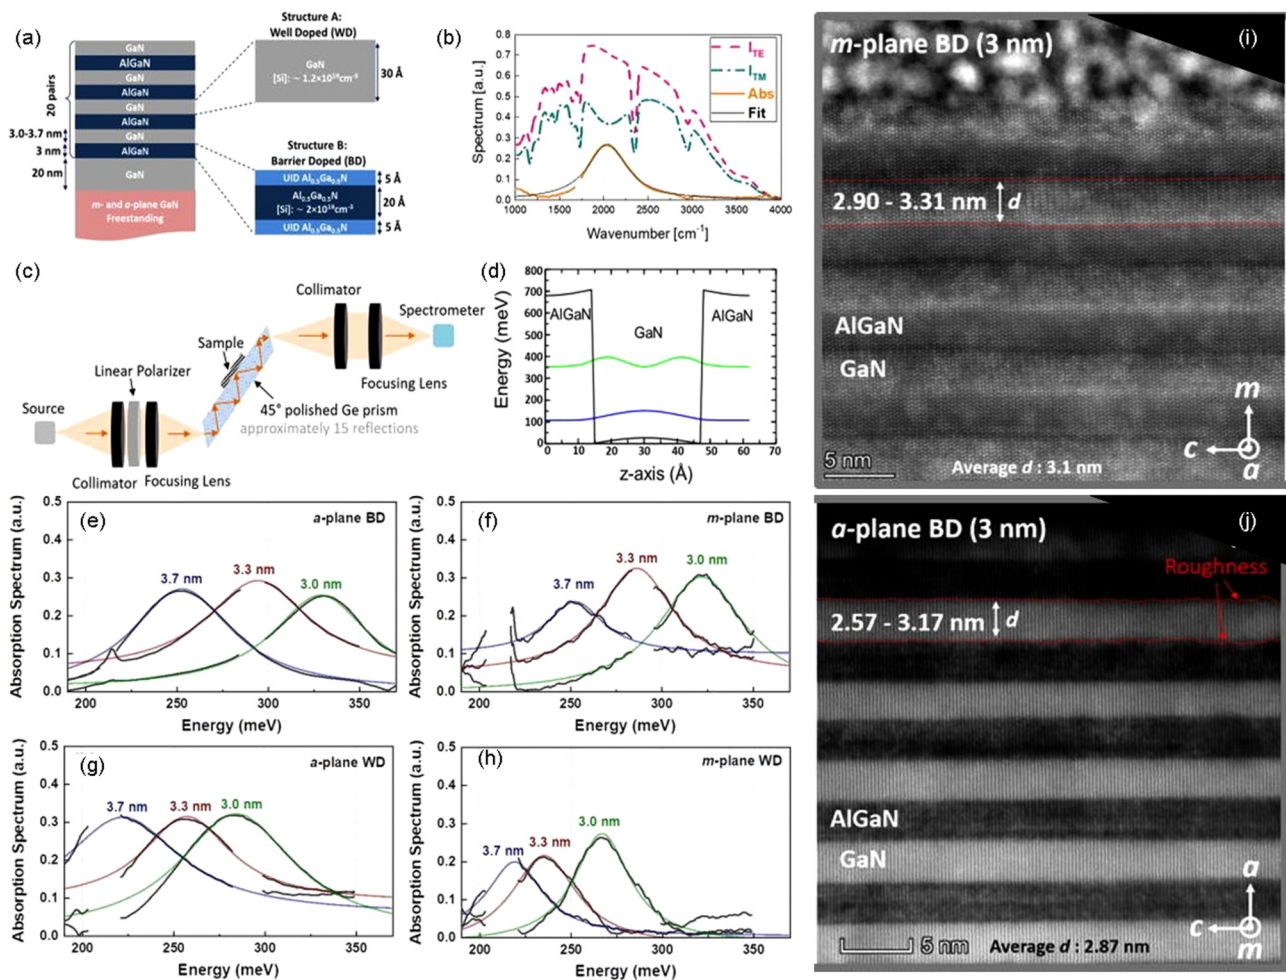 (a)
GaN
AlGaN
GaN
AlGaN
GaN
AlGaN
GaN
AlGaN
GaN
20 pairs
3.0-3.7 nm
3 nm
20 nm
m- and a-plane GaN
Freestanding
Structure A:
Well Doped (WD)
GaN
[Si]: ~ 1.2×10¹⁹cm⁻³
30 Å
Structure B:
Barrier Doped (BD)
UID Al₀.₅Ga₀.₅N
5 Å
Al₀.₅Ga₀.₅N
[Si]: ~ 2×10¹⁹cm⁻³
20 Å
UID Al₀.₅Ga₀.₅N
5 Å
(b)
Spectrum [a.u.]
0.8
0.7
0.6
0.5
0.4
0.3
0.2
0.1
0.0
1000 1500 2000 2500 3000 3500 4000
Wavenumber [cm⁻¹]
I_TE
I_TM
Abs
Fit
(c)
Source
Linear Polarizer
Collimator Focusing Lens
Sample
45° polished Ge prism
approximately 15 reflections
Collimator
Focusing Lens
Spectrometer
(d)
Energy (meV)
800
700
600
500
400
300
200
100
0
AlGaN
GaN
AlGaN
0 10 20 30 40 50 60 70
z-axis (Å)
(e)
a-plane BD
Absorption Spectrum (a.u.)
0.5
0.4
0.3
0.2
0.1
0.0
3.7 nm
3.3 nm
3.0 nm
200 250 300 350
Energy (meV)
(f)
m-plane BD
Absorption Spectrum (a.u.)
0.5
0.4
0.3
0.2
0.1
0.0
3.7 nm
3.3 nm
3.0 nm
200 250 300 350
Energy (meV)
(g)
a-plane WD
Absorption Spectrum (a.u.)
0.5
0.4
0.3
0.2
0.1
0.0
3.7 nm
3.3 nm
3.0 nm
200 250 300 350
Energy (meV)
(h)
m-plane WD
Absorption Spectrum (a.u.)
0.5
0.4
0.3
0.2
0.1
0.0
3.7 nm
3.3 nm
3.0 nm
200 250 300 350
Energy (meV)
m-plane BD (3 nm)
(i)
2.90 - 3.31 nm
d
AlGaN
GaN
m
c
a
5 nm
Average d : 3.1 nm
a-plane BD (3 nm)
(j)
Roughness
2.57 - 3.17 nm
d
AlGaN
GaN
a
c
m
5 nm
Average d : 2.87 nm